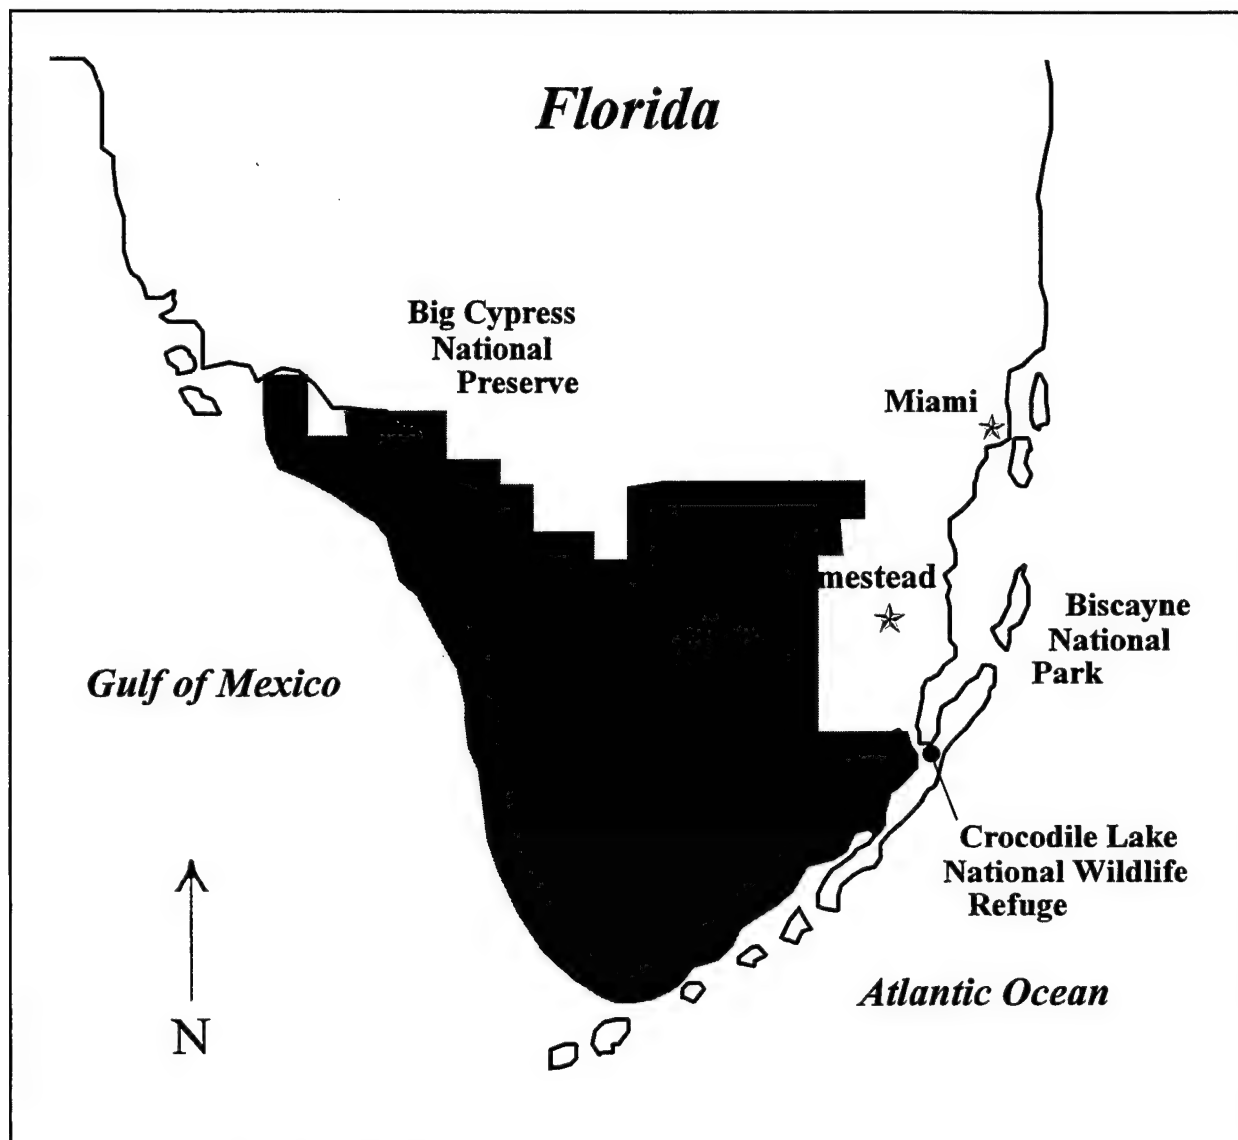 Florida
Big Cypress
National
Preserve
Miami
mestead
Biscayne
National
Park
Gulf of Mexico
Crocodile Lake
National Wildlife
Refuge
Atlantic Ocean
N